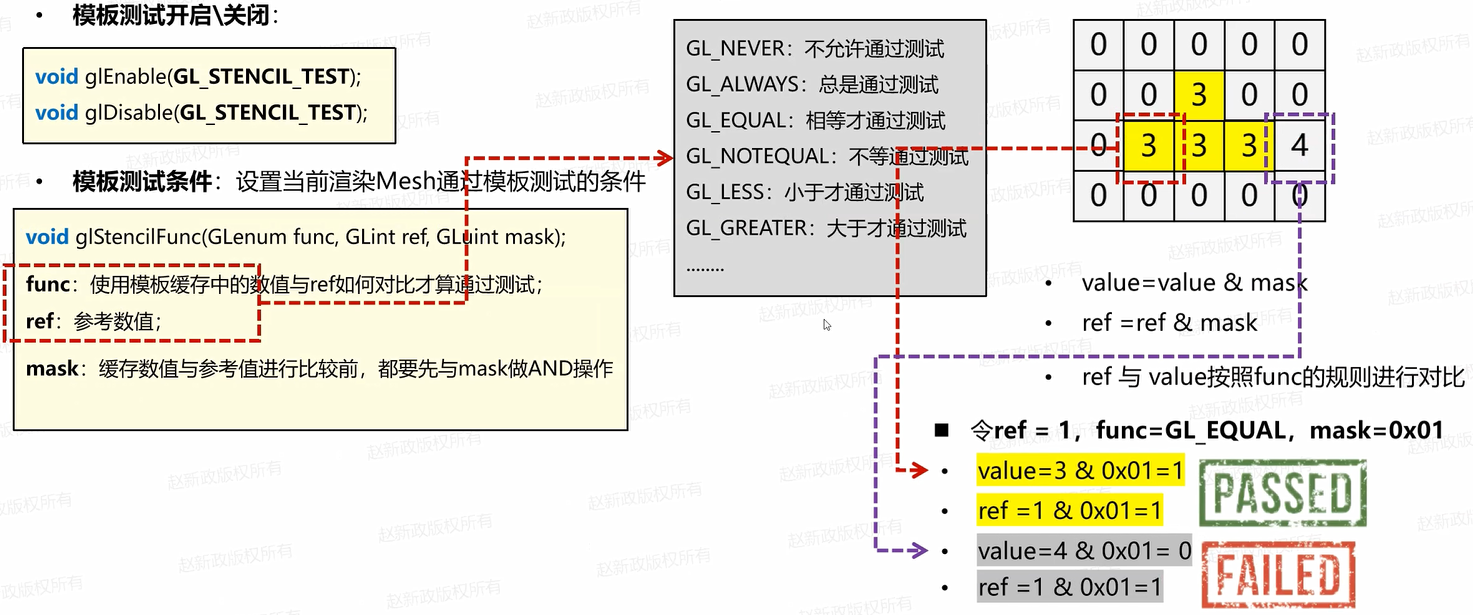 • 模板测试开启\关闭：
void glEnable(GL_STENCIL_TEST);
void glDisable(GL_STENCIL_TEST);
• 模板测试条件：设置当前渲染Mesh通过模板测试的条件
void glStencilFunc(GLenum func, GLint ref, GLuint mask);
func：使用模板缓存中的数值与ref如何对比才算通过测试；
ref：参考数值；
mask：缓存数值与参考值进行比较前，都要先与mask做AND操作
GL_NEVER：不允许通过测试
GL_ALWAYS：总是通过测试
GL_EQUAL：相等才通过测试
GL_NOTEQUAL：不等通过测试
GL_LESS：小于才通过测试
GL_GREATER：大于才通过测试
........
0 0 0 0 0
0 0 3 0 0
0 3 3 3 4
0 0 0 0 0
• value=value & mask
• ref =ref & mask
• ref 与 value按照func的规则进行对比
■ 令ref = 1，func=GL_EQUAL，mask=0x01
• value=3 & 0x01=1
• ref =1 & 0x01=1
PASSED
• value=4 & 0x01= 0
• ref =1 & 0x01=1
FAILED
赵新政版权所有